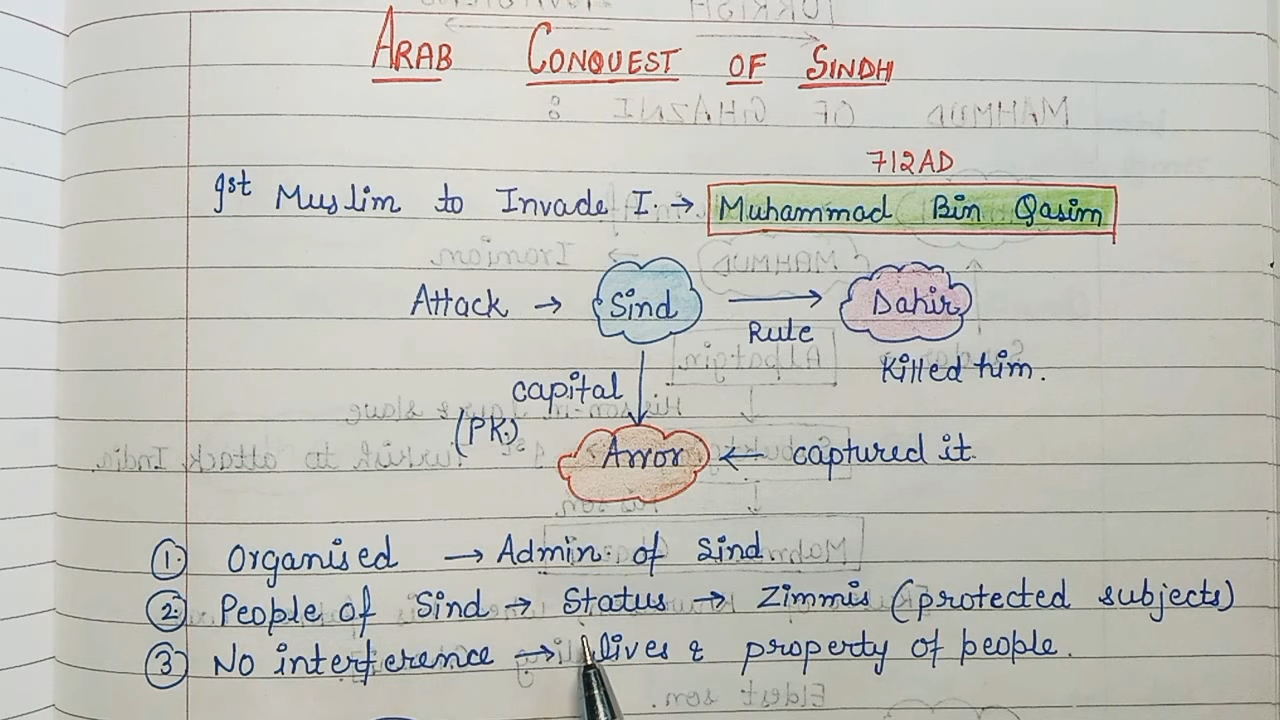 ARAB CONQUEST OF SINDH
712AD
1st Muslim to Invade I. → Muhammad Bin Qasim
Attack → Sind → Dahir
Rule
Killed him.
capital
(PK.)
Arror ← captured it.
1. Organised → Admin. of Sind
2. People of Sind → Status → Zimmis (protected subjects)
3. No interference → lives & property of people.